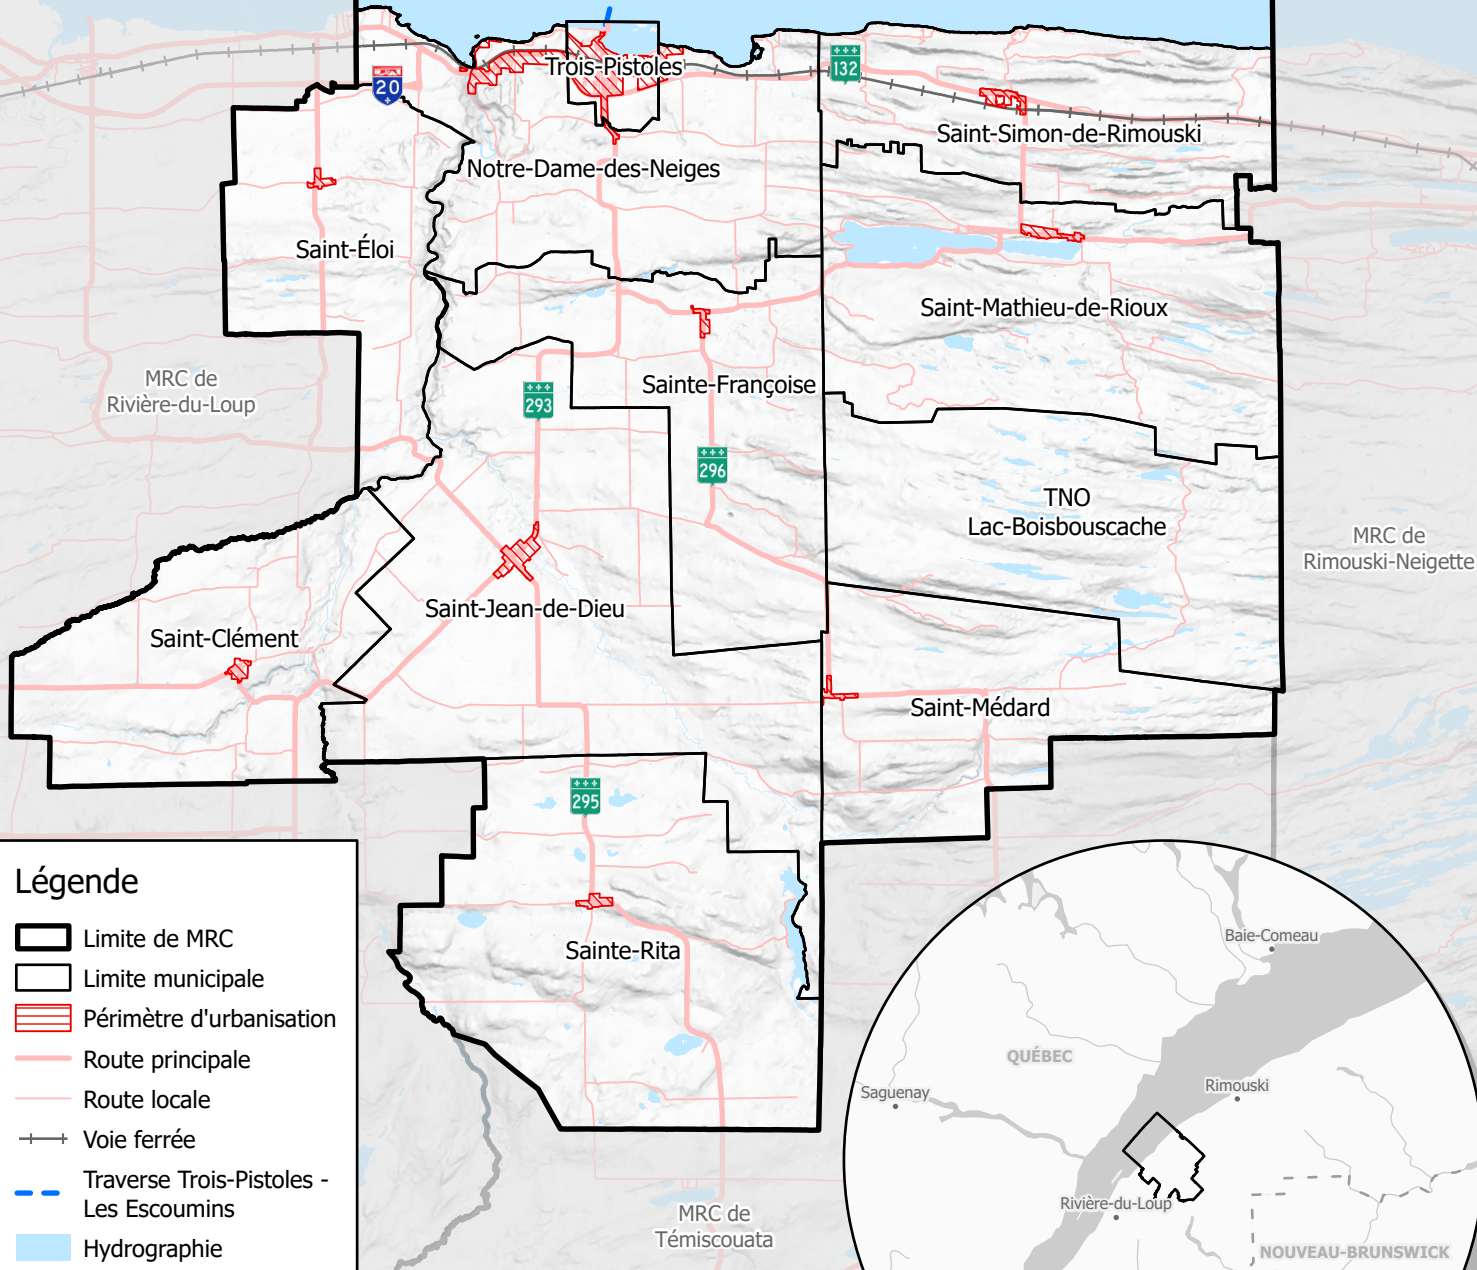 Trois-Pistoles
20
132
Saint-Simon-de-Rimouski
Notre-Dame-des-Neiges
Saint-Éloi
Saint-Mathieu-de-Rioux
MRC de
Rivière-du-Loup
Sainte-Françoise
293
296
TNO
Lac-Boisbouscache
MRC de
Rimouski-Neigette
Saint-Jean-de-Dieu
Saint-Clément
Saint-Médard
295
Sainte-Rita
MRC de
Témiscouata
Légende
Limite de MRC
Limite municipale
Périmètre d'urbanisation
Route principale
Route locale
Voie ferrée
Traverse Trois-Pistoles -
Les Escoumins
Hydrographie
Baie-Comeau
QUÉBEC
Saguenay
Rimouski
Rivière-du-Loup
NOUVEAU-BRUNSWICK